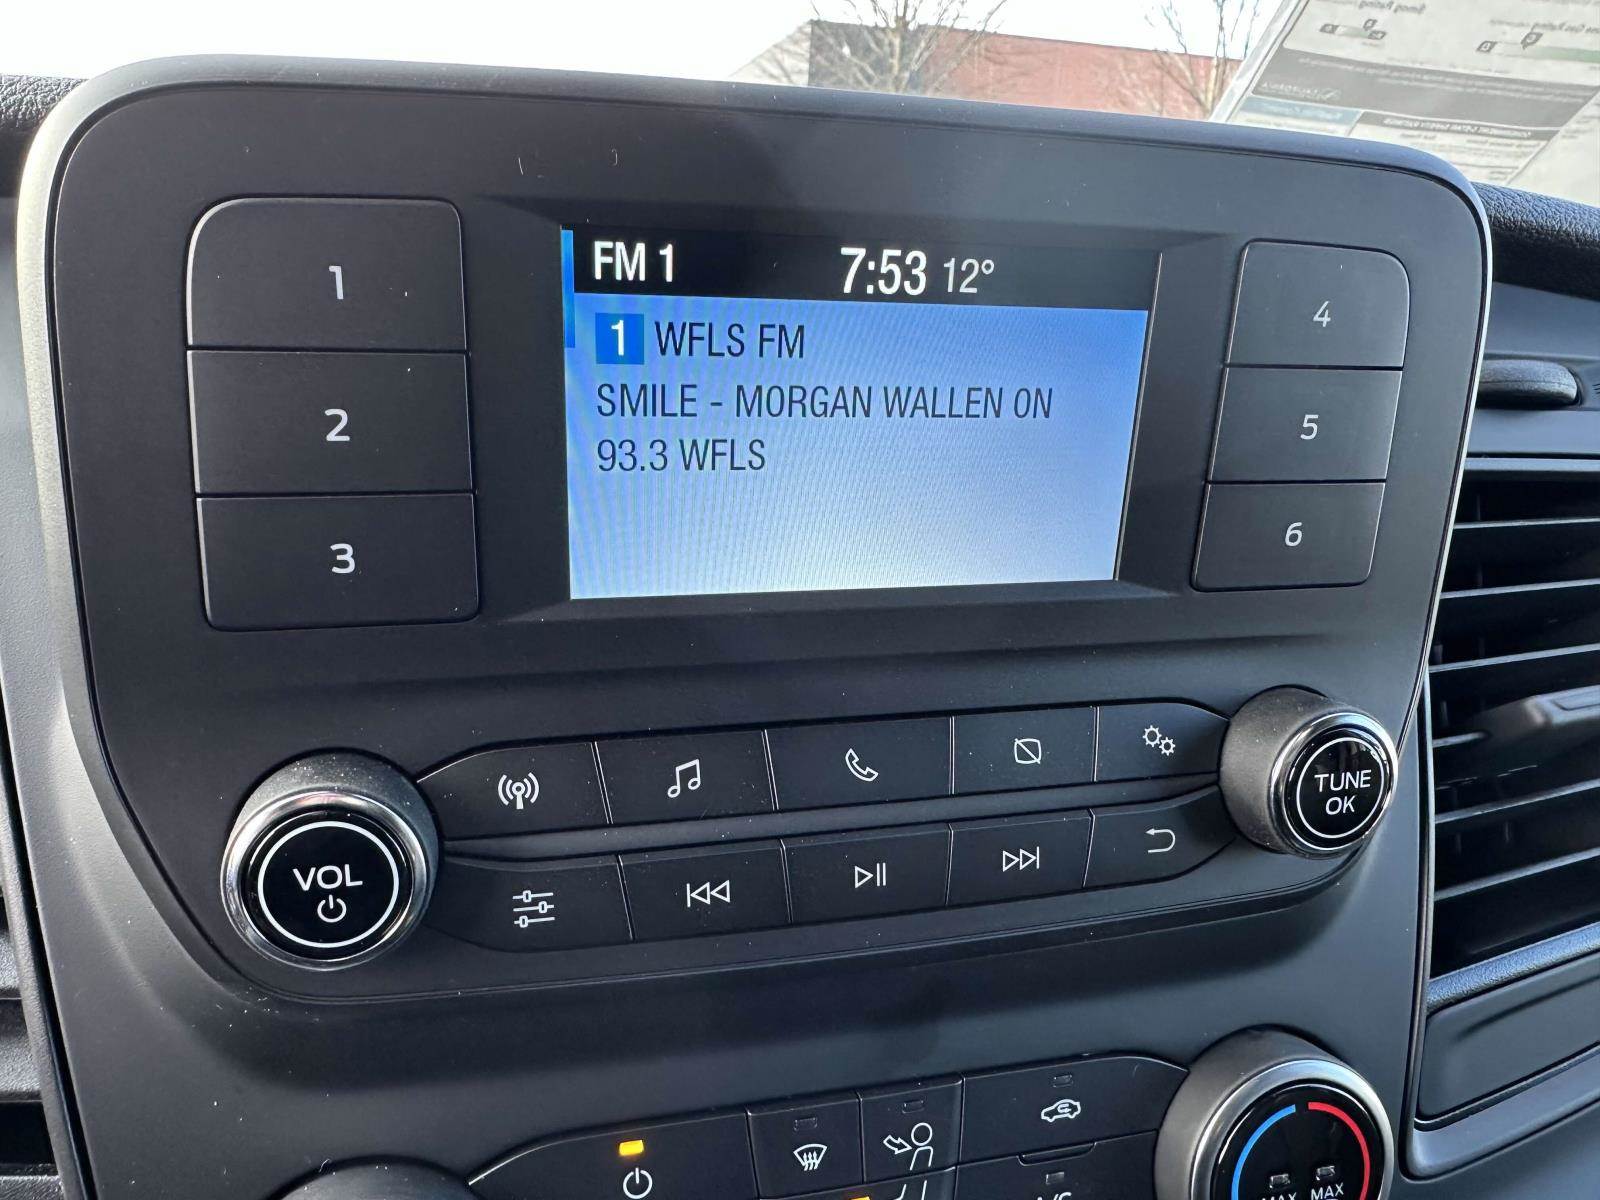 FM 1 7:53 12°
1 WFLS FM
SMILE - MORGAN WALLEN ON
93.3 WFLS
1
2
3
4
5
6
VOL
TUNE
OK
A/C
MAX MAX